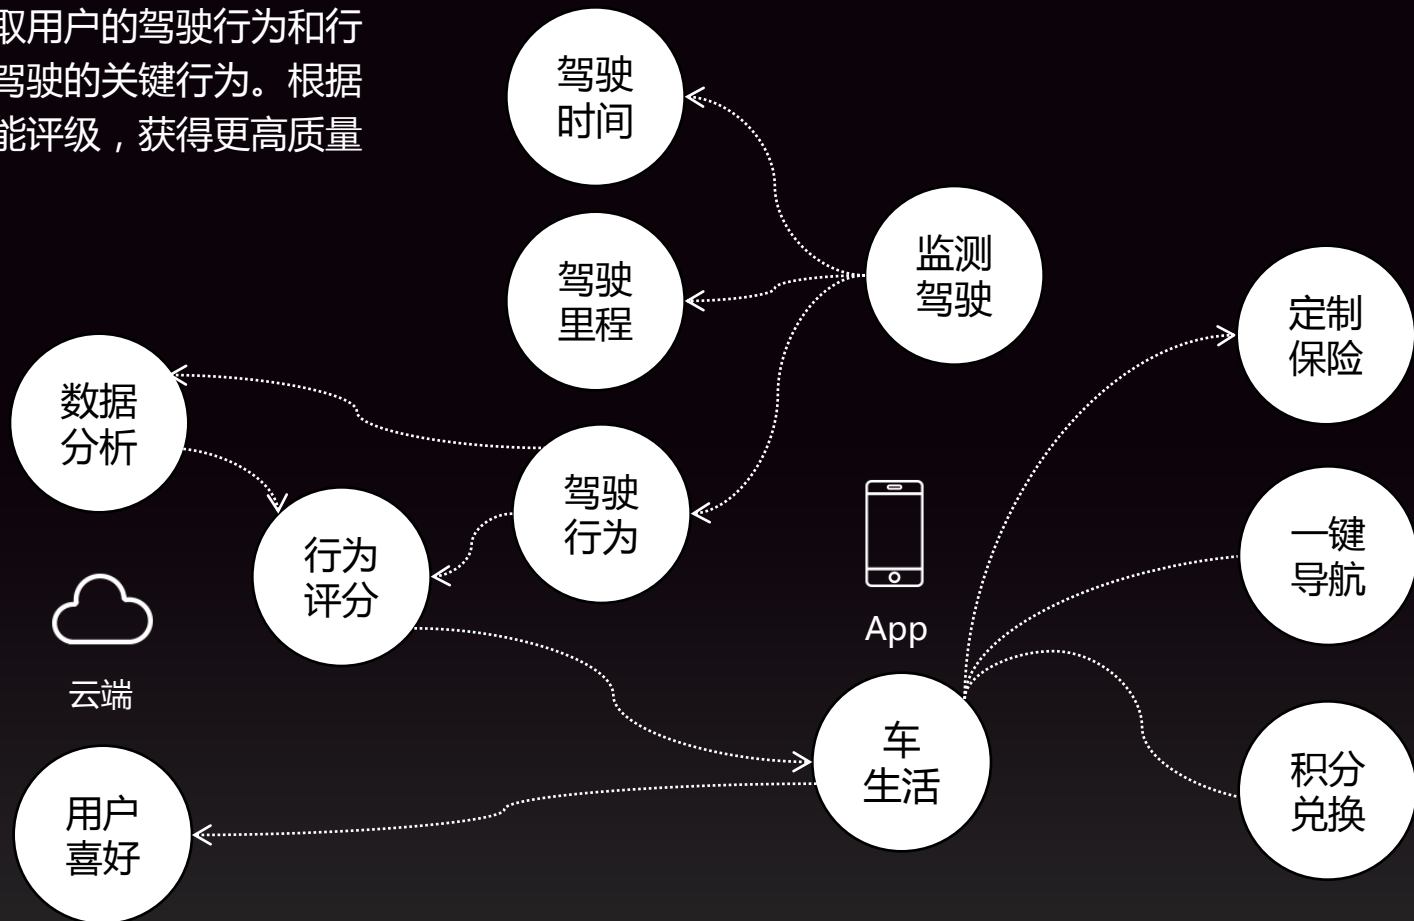 取用户的驾驶行为和行
驾驶的关键行为。根据
能评级，获得更高质量
驾驶
时间
监测
驾驶
驾驶
里程
定制
保险
数据
分析
驾驶
行为
一键
导航
行为
评分
App
云端
车
生活
积分
兑换
用户
喜好